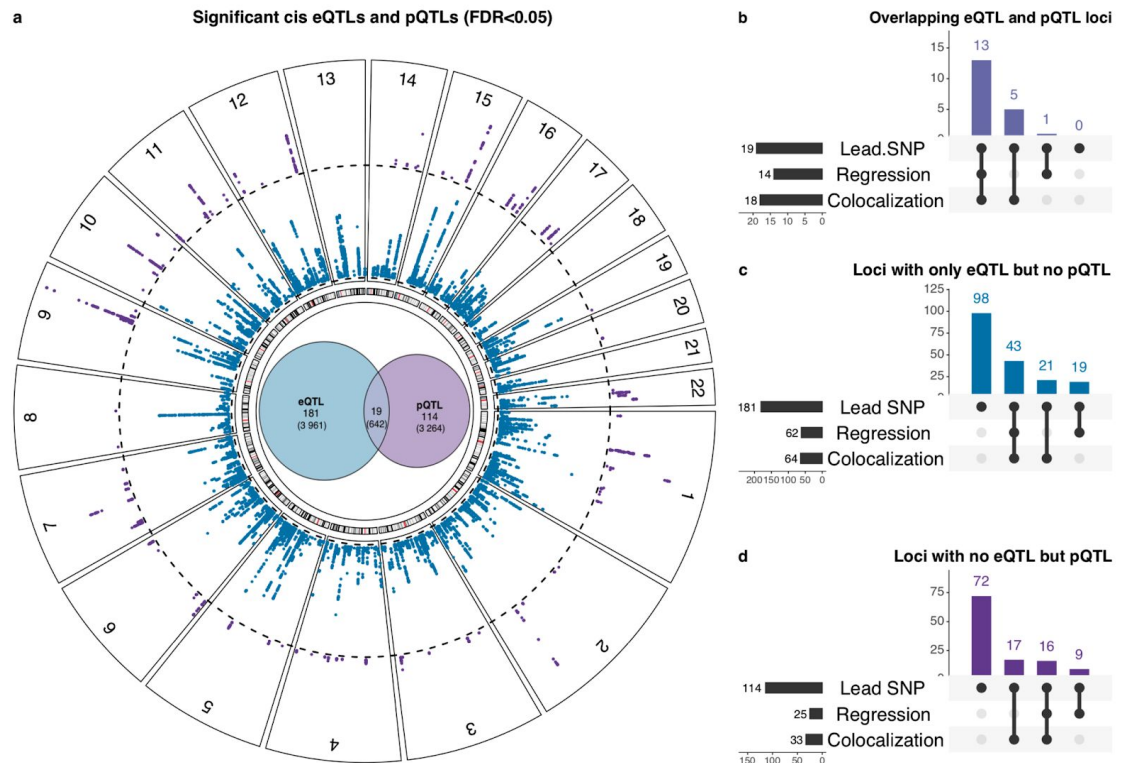 a
Significant cis eQTLs and pQTLs (FDR<0.05)
13
14
15
16
17
18
19
20
21
22
1
2
3
4
5
6
7
8
9
10
11
12
eQTL
181
(3 961)
19
(642)
pQTL
114
(3 264)
b
Overlapping eQTL and pQTL loci
15
10
5
0
13
5
1
0
19
Lead.SNP
14
Regression
18
Colocalization
20 15 10 5 0
c
Loci with only eQTL but no pQTL
125
100
75
50
25
0
98
43
21
19
181
Lead SNP
62
Regression
64
Colocalization
200 150 100 50 0
d
Loci with no eQTL but pQTL
75
50
25
0
72
17
16
9
114
Lead SNP
25
Regression
33
Colocalization
150 100 50 0